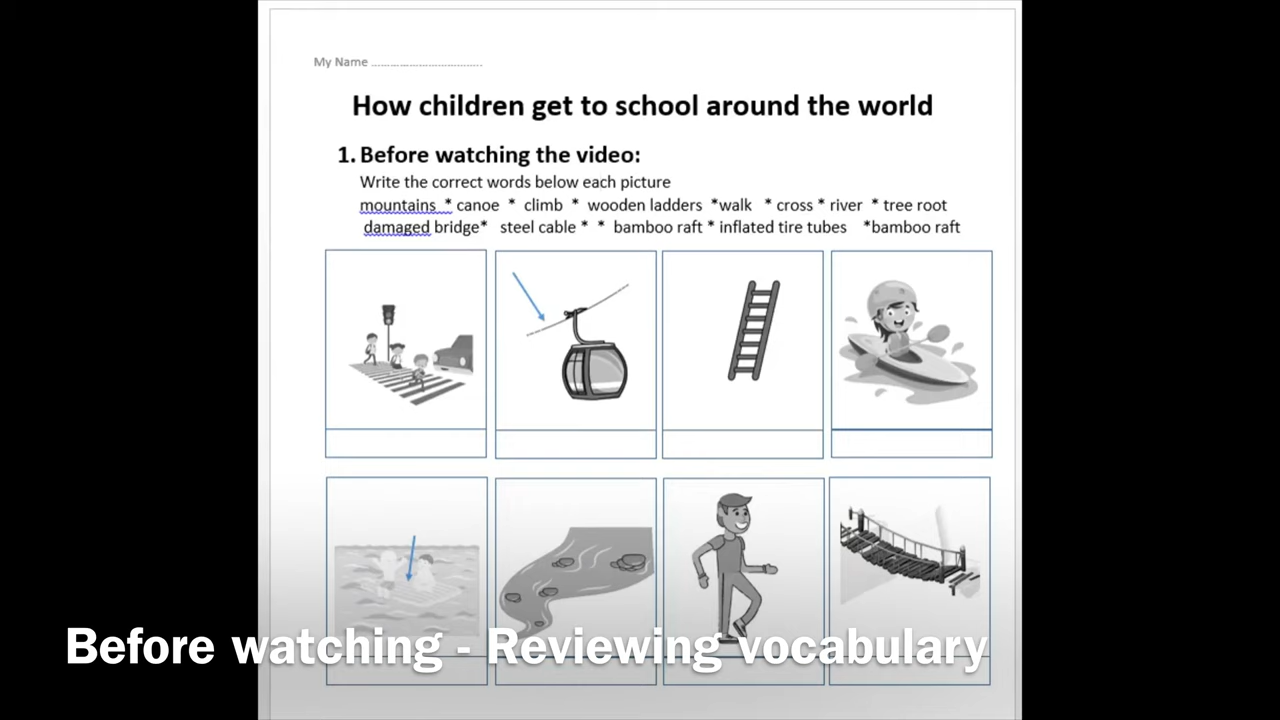 My Name ................................
How children get to school around the world
1. Before watching the video:
Write the correct words below each picture
mountains * canoe * climb * wooden ladders *walk * cross * river * tree root
damaged bridge* steel cable * * bamboo raft * inflated tire tubes *bamboo raft
Before watching - Reviewing vocabulary